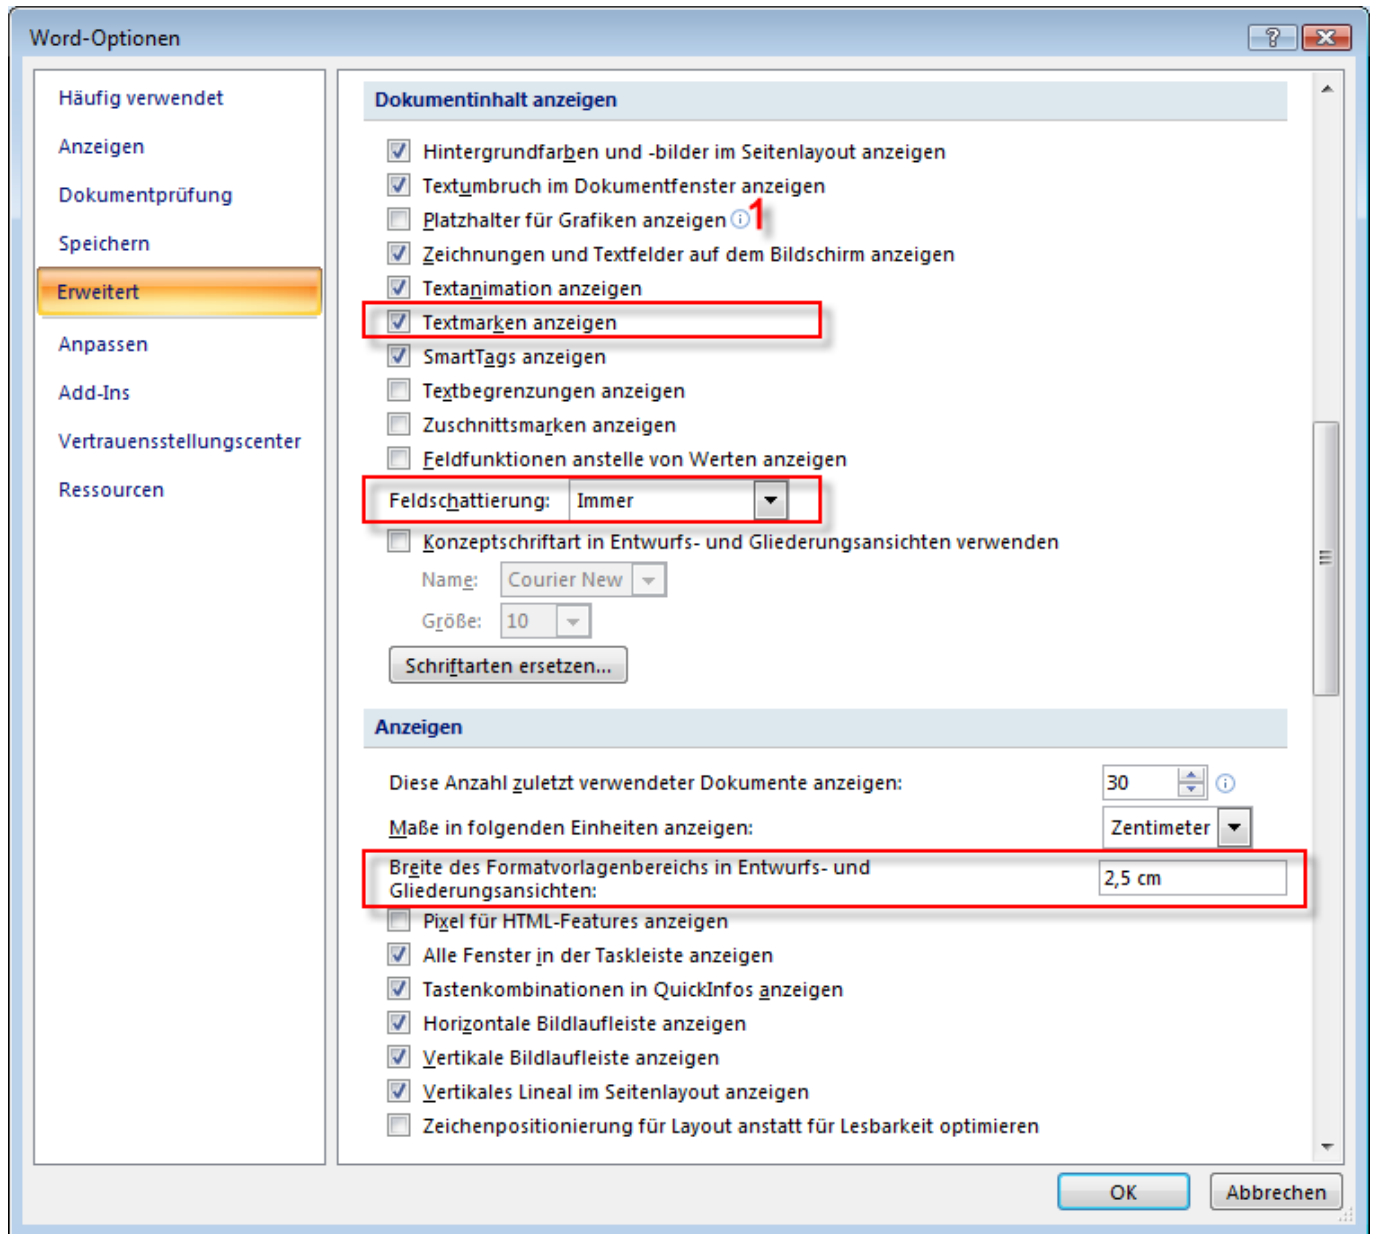 Word-Optionen
Häufig verwendet
Anzeigen
Dokumentprüfung
Speichern
Erweitert
Anpassen
Add-Ins
Vertrauensstellungscenter
Ressourcen
Dokumentinhalt anzeigen
Hintergrundfarben und -bilder im Seitenlayout anzeigen
Textumbruch im Dokumentfenster anzeigen
Platzhalter für Grafiken anzeigen 1
Zeichnungen und Textfelder auf dem Bildschirm anzeigen
Textanimation anzeigen
Textmarken anzeigen
SmartTags anzeigen
Textbegrenzungen anzeigen
Zuschnittsmarken anzeigen
Feldfunktionen anstelle von Werten anzeigen
Feldschattierung: Immer
Konzeptschriftart in Entwurfs- und Gliederungsansichten verwenden
Name: Courier New
Größe: 10
Schriftarten ersetzen...
Anzeigen
Diese Anzahl zuletzt verwendeter Dokumente anzeigen: 30
Maße in folgenden Einheiten anzeigen: Zentimeter
Breite des Formatvorlagenbereichs in Entwurfs- und
Gliederungsansichten: 2,5 cm
Pixel für HTML-Features anzeigen
Alle Fenster in der Taskleiste anzeigen
Tastenkombinationen in QuickInfos anzeigen
Horizontale Bildlaufleiste anzeigen
Vertikale Bildlaufleiste anzeigen
Vertikales Lineal im Seitenlayout anzeigen
Zeichenpositionierung für Layout anstatt für Lesbarkeit optimieren
OK Abbrechen